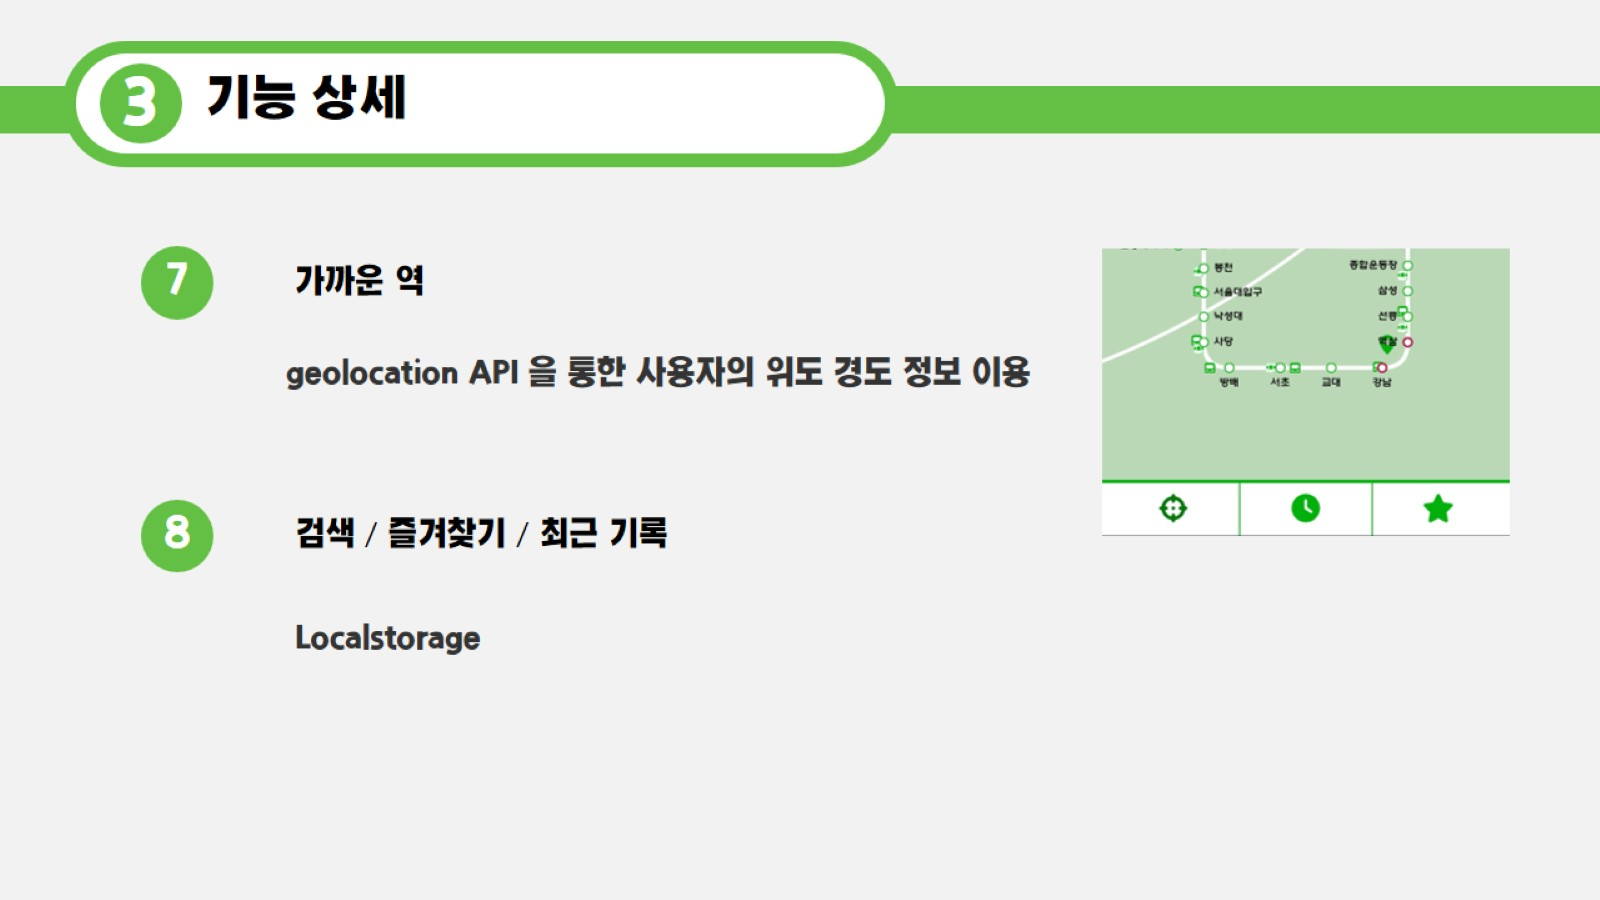 3 기능 상세
7 가까운 역
geolocation API 을 통한 사용자의 위도 경도 정보 이용
8 검색 / 즐겨찾기 / 최근 기록
Localstorage
봉천
종합운동장
서울대입구
삼성
낙성대
선릉
사당
방배
서초
교대
강남